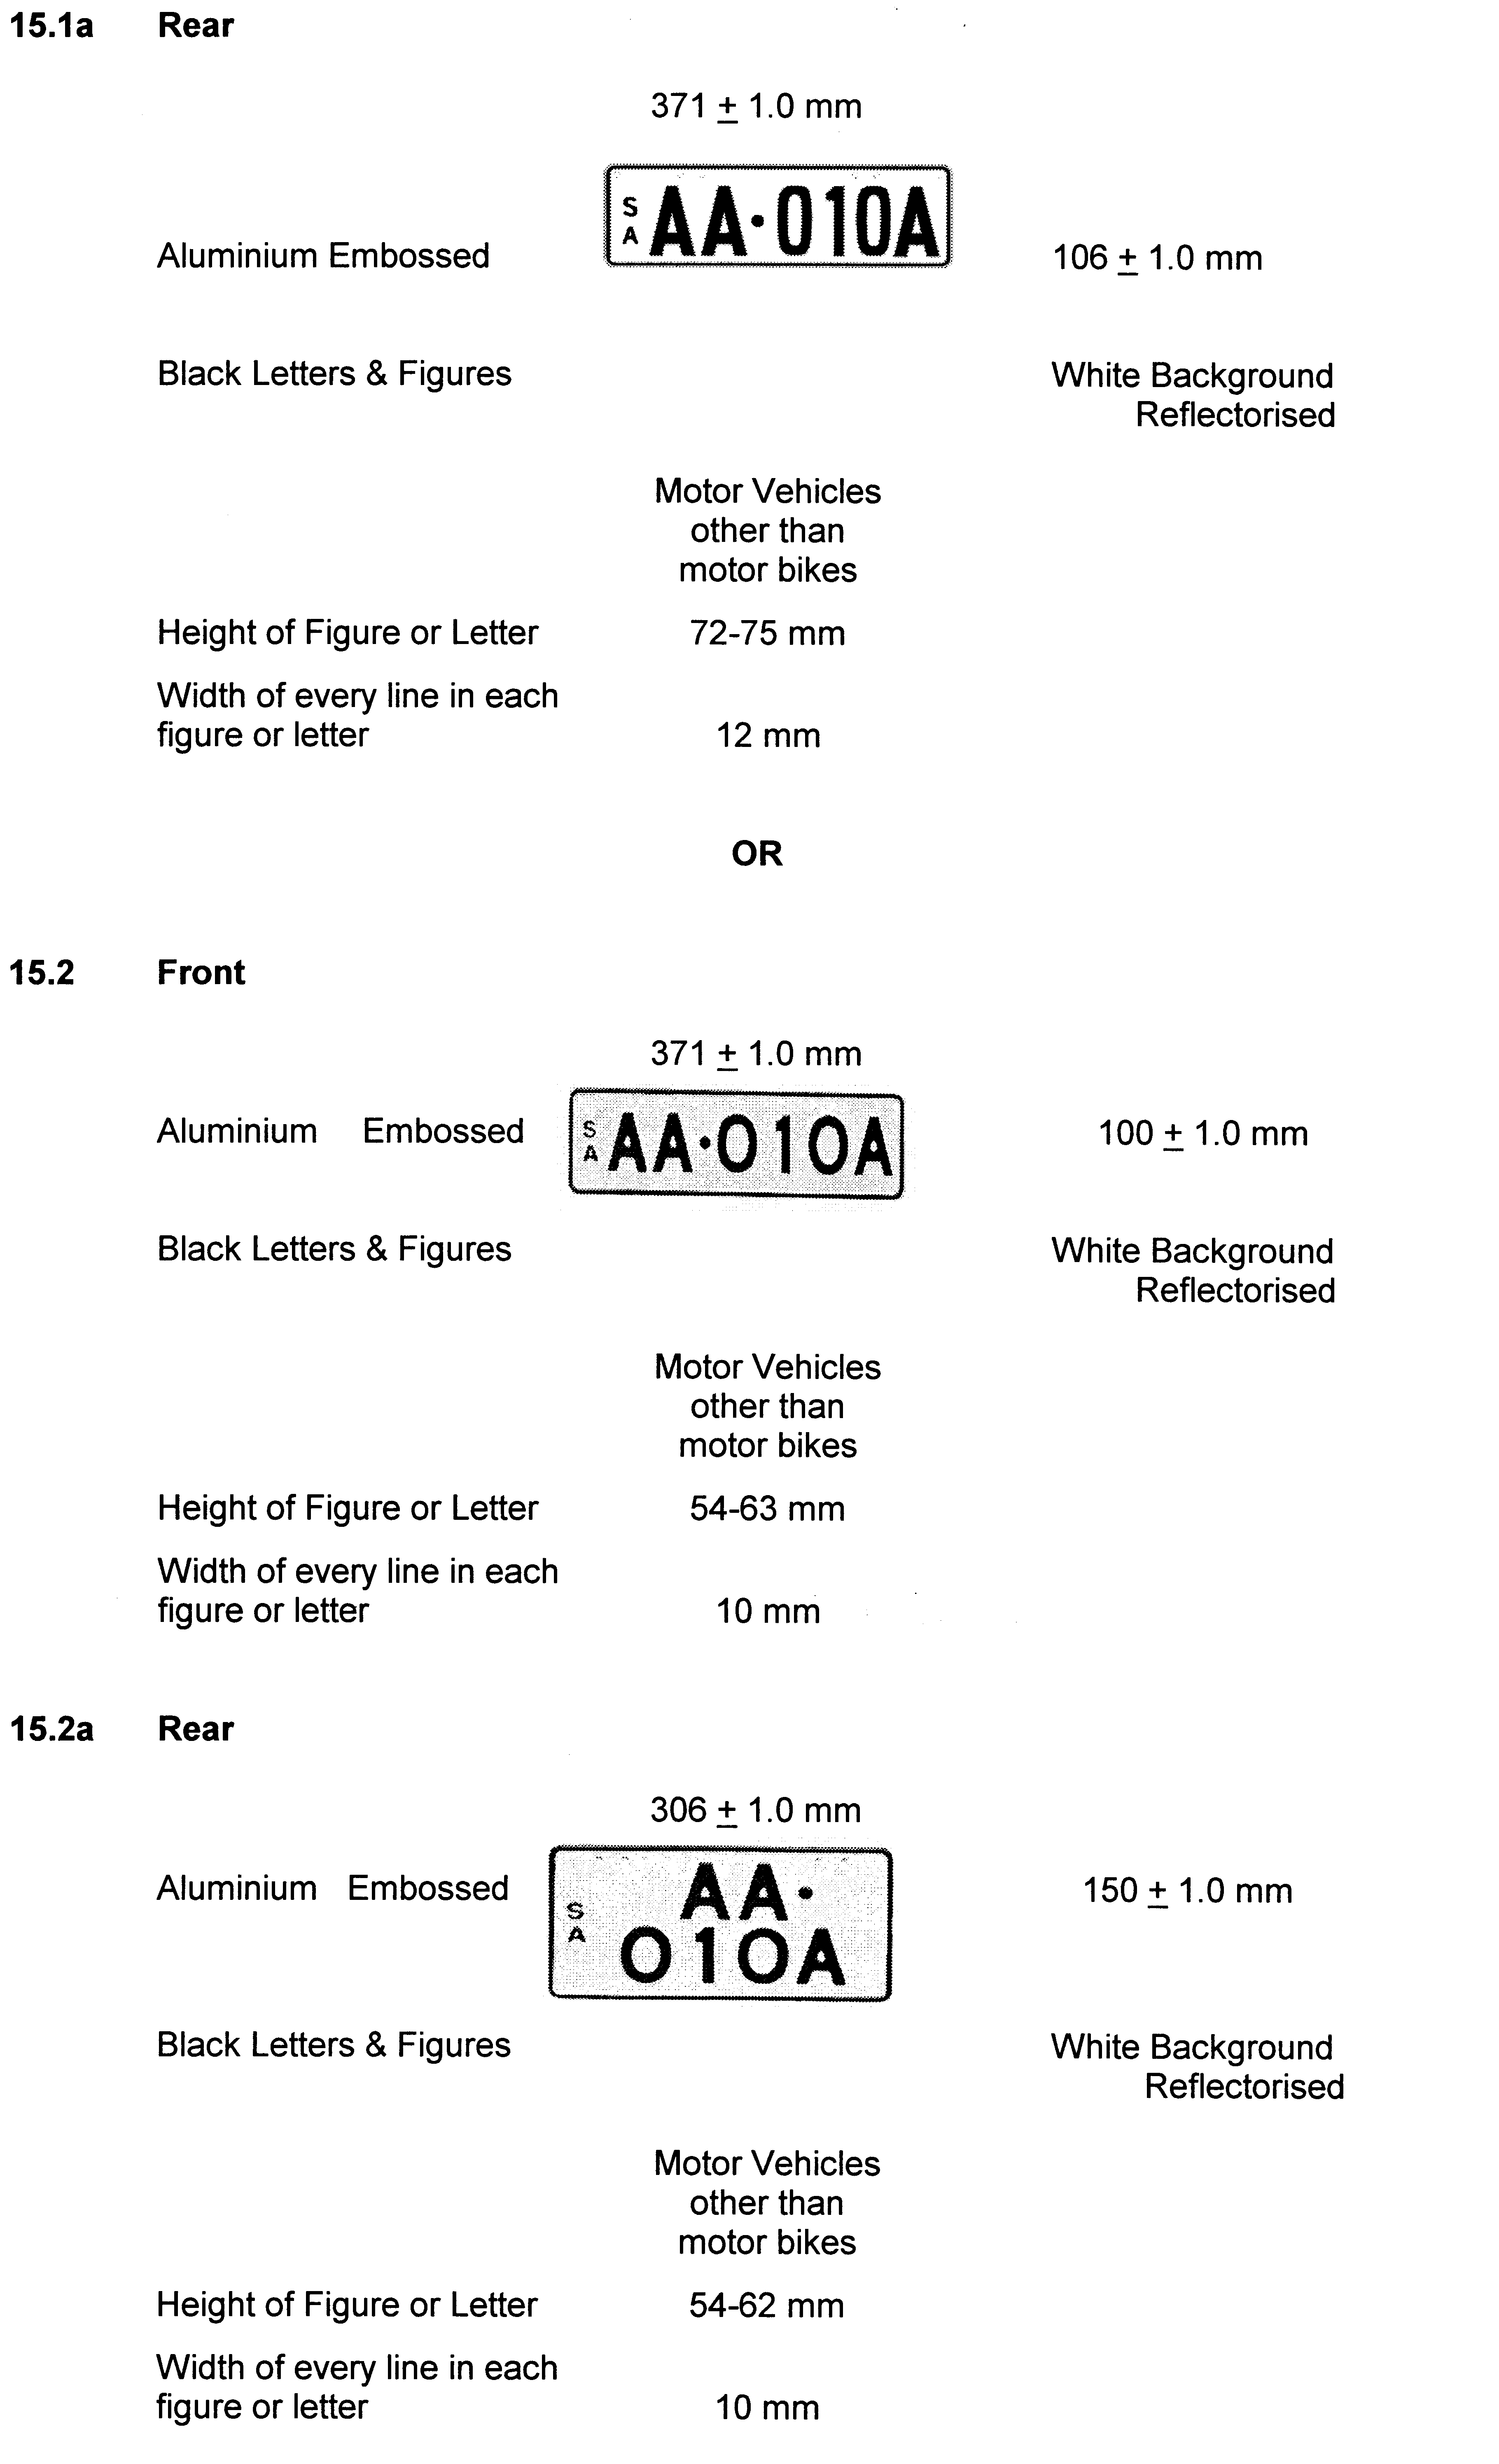 15.1a Rear
371 ± 1.0 mm
S
A
AA·010A
Aluminium Embossed
106 ± 1.0 mm
Black Letters & Figures
White Background
Reflectorised
Motor Vehicles
other than
motor bikes
Height of Figure or Letter 72-75 mm
Width of every line in each
figure or letter 12 mm
OR
15.2 Front
371 ± 1.0 mm
Aluminium Embossed
S
A
AA·010A
100 ± 1.0 mm
Black Letters & Figures
White Background
Reflectorised
Motor Vehicles
other than
motor bikes
Height of Figure or Letter 54-63 mm
Width of every line in each
figure or letter 10 mm
15.2a Rear
306 ± 1.0 mm
Aluminium Embossed
S
A
AA·
010A
150 ± 1.0 mm
Black Letters & Figures
White Background
Reflectorised
Motor Vehicles
other than
motor bikes
Height of Figure or Letter 54-62 mm
Width of every line in each
figure or letter 10 mm